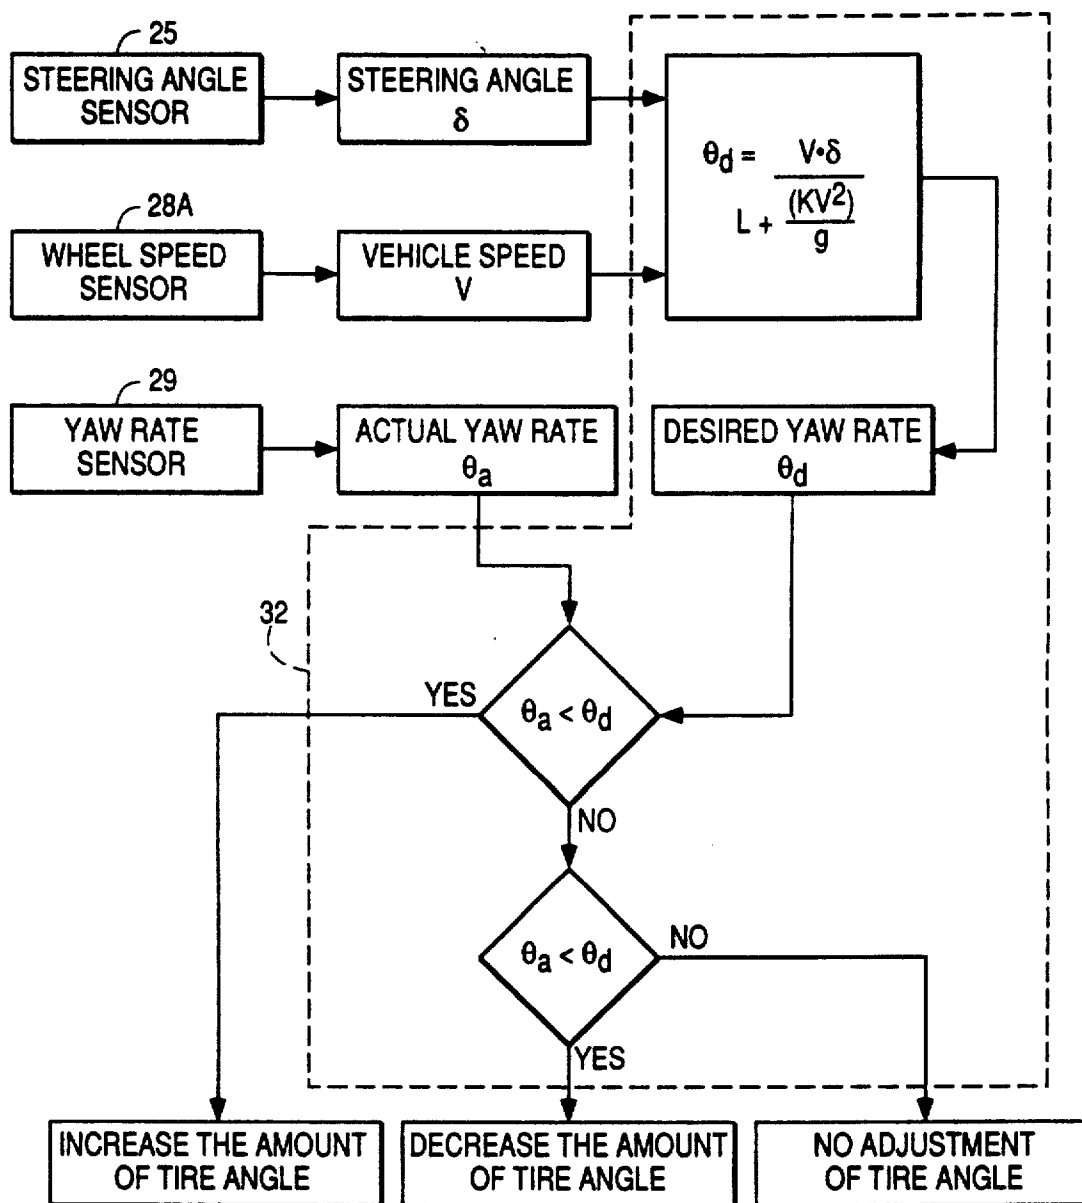 25
STEERING ANGLE
SENSOR
STEERING ANGLE
δ
θd = V•δ
L + (KV²)
g
28A
WHEEL SPEED
SENSOR
VEHICLE SPEED
V
29
YAW RATE
SENSOR
ACTUAL YAW RATE
θa
DESIRED YAW RATE
θd
32
YES
θa < θd
NO
θa < θd
NO
YES
INCREASE THE AMOUNT
OF TIRE ANGLE
DECREASE THE AMOUNT
OF TIRE ANGLE
NO ADJUSTMENT
OF TIRE ANGLE